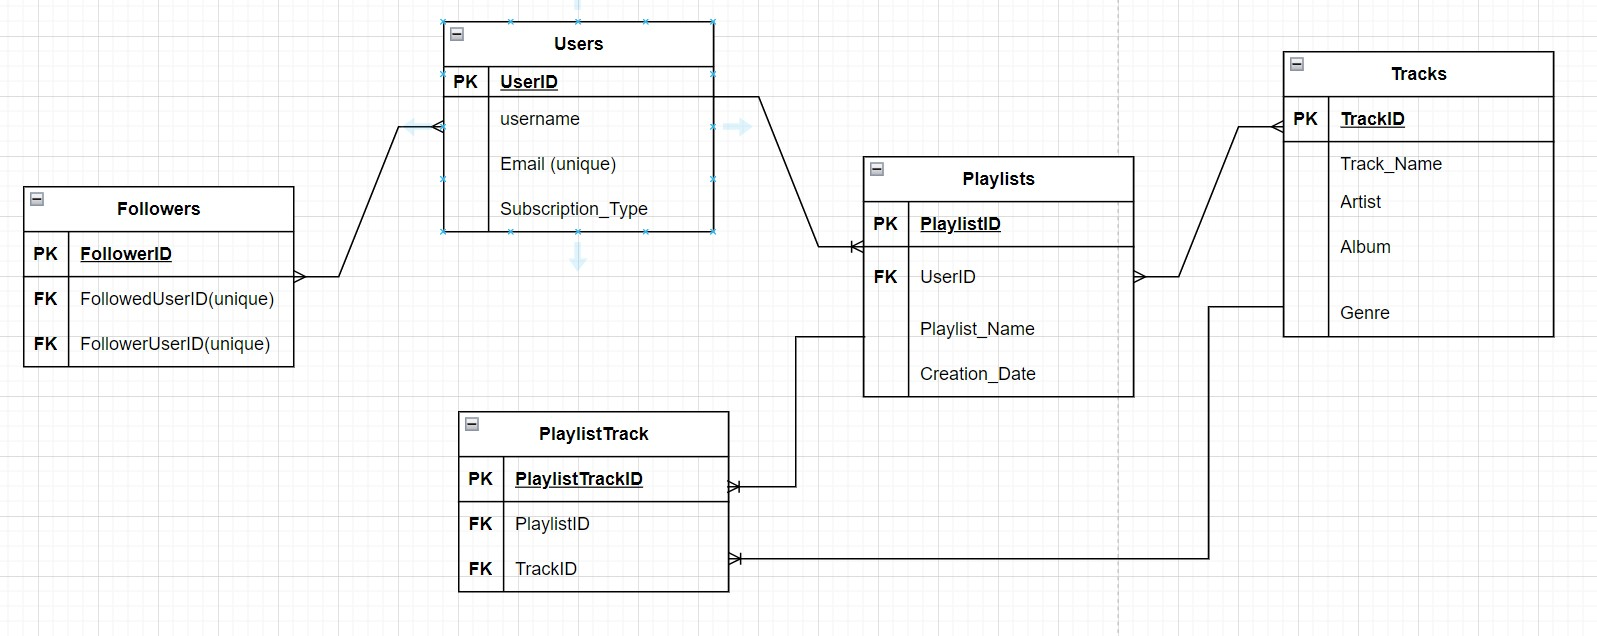 Users
PK UserID
username
Email (unique)
Subscription_Type
Tracks
PK TrackID
Track_Name
Artist
Album
Genre
Playlists
PK PlaylistID
FK UserID
Playlist_Name
Creation_Date
Followers
PK FollowerID
FK FollowedUserID(unique)
FK FollowerUserID(unique)
PlaylistTrack
PK PlaylistTrackID
FK PlaylistID
FK TrackID